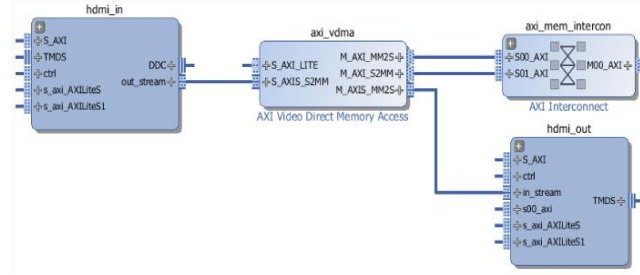 hdmi_in
S_AXI
TMDS
ctrl
s_axi_AXILiteS
s_axi_AXILiteS1
DDC
out_stream
axi_vdma
S_AXI_LITE
S_AXIS_S2MM
M_AXI_MM2S
M_AXI_S2MM
M_AXIS_MM2S
AXI Video Direct Memory Access
axi_mem_intercon
S00_AXI
S01_AXI
M00_AXI
AXI Interconnect
hdmi_out
S_AXI
ctrl
in_stream
s00_axi
s_axi_AXILiteS
s_axi_AXILiteS1
TMDS